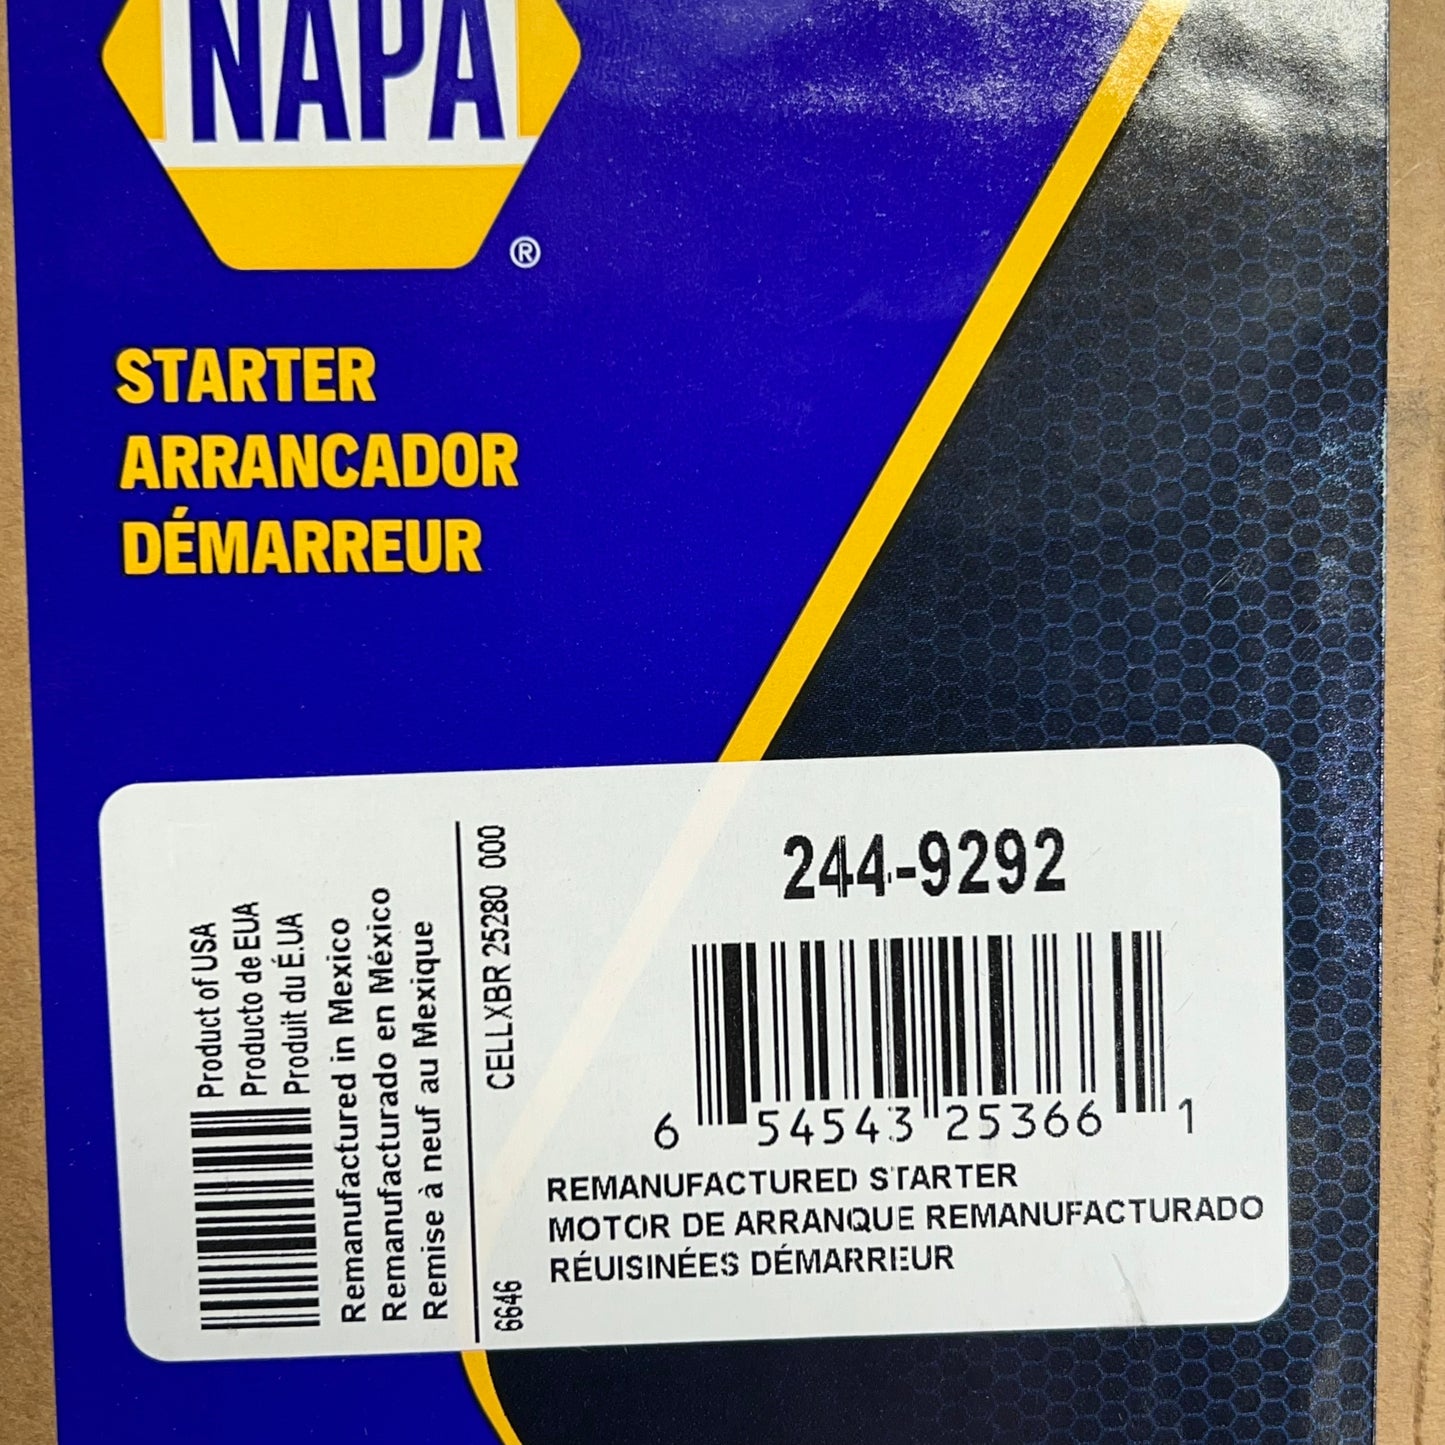 NAPA
®
STARTER
ARRANCADOR
DÉMARREUR
Product of USA
Producto de EUA
Produit du É.UA
Remanufactured in Mexico
Remanufacturado en México
Remise à neuf au Mexique
6646 CELLXBR 25280 000
244-9292
6 54543 25366 1
REMANUFACTURED STARTER
MOTOR DE ARRANQUE REMANUFACTURADO
RÉUISINÉES DÉMARREUR